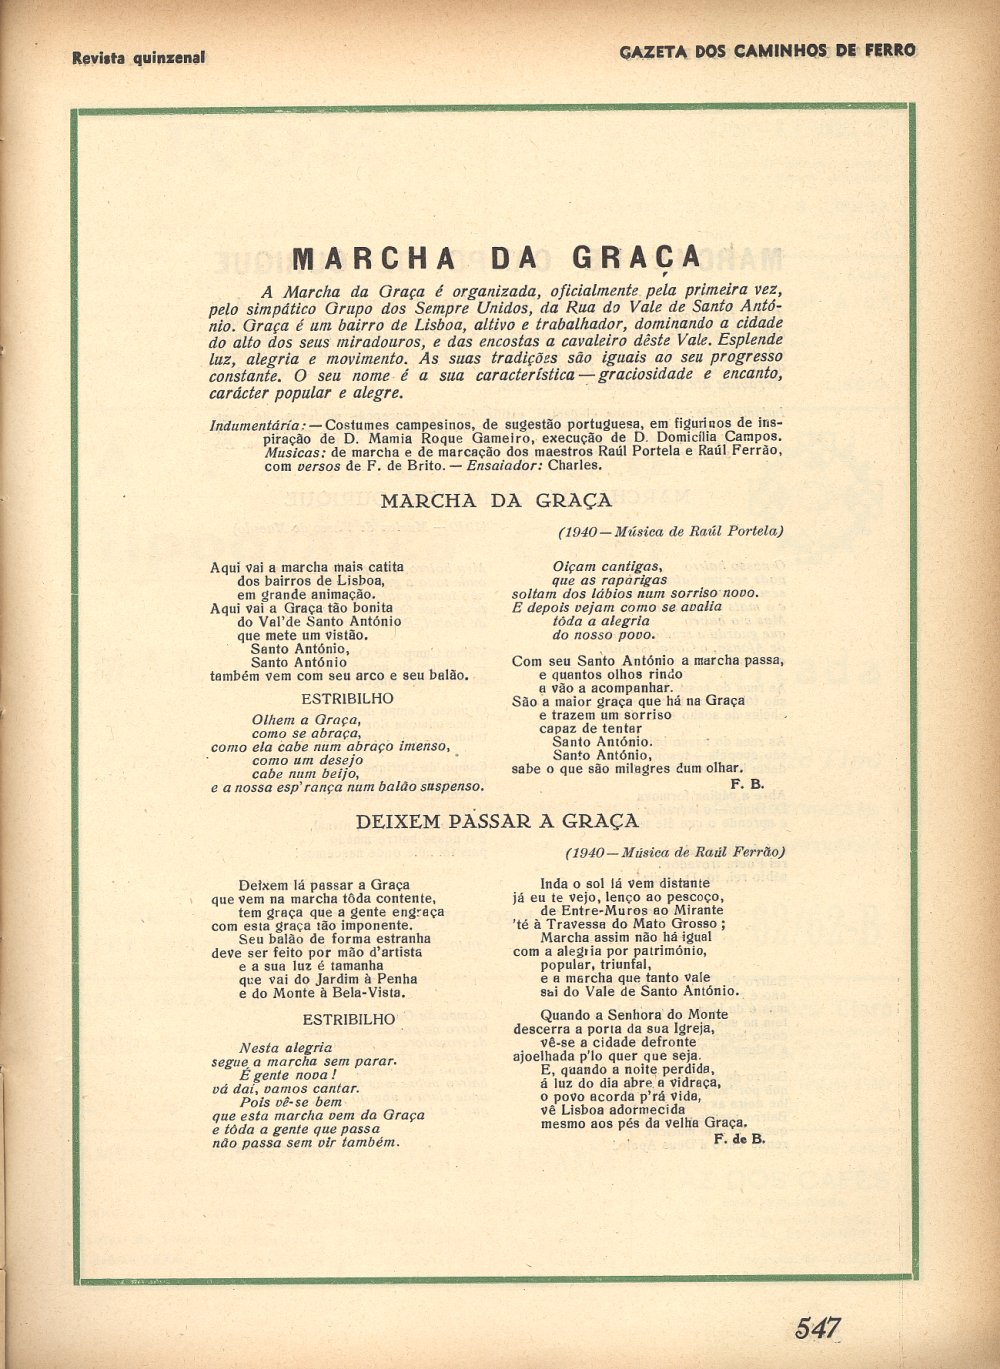 Revista quinzenal
GAZETA DOS CAMINHOS DE FERRO
MARCHA DA GRAÇA
A Marcha da Graça é organizada, oficialmente pela primeira vez,
pelo simpático Grupo dos Sempre Unidos, da Rua do Vale de Santo Antó-
nio. Graça é um bairro de Lisboa, altivo e trabalhador, dominando a cidade
do alto dos seus miradouros, e das encostas a cavaleiro dêste Vale. Esplende
luz, alegria e movimento. As suas tradições são iguais ao seu progresso
constante. O seu nome é a sua característica — graciosidade e encanto,
carácter popular e alegre.
Indumentária: — Costumes campesinos, de sugestão portuguesa, em figurinos de ins-
piração de D. Mamia Roque Gameiro, execução de D. Domicília Campos.
Musicas: de marcha e de marcação dos maestros Raúl Portela e Raúl Ferrão,
com versos de F. de Brito. — Ensaiador: Charles.
MARCHA DA GRAÇA
(1940 — Música de Raúl Portela)
Aqui vai a marcha mais catita
dos bairros de Lisboa,
em grande animação.
Aqui vai a Graça tão bonita
do Val'de Santo António
que mete um vistão.
Santo António,
Santo António
também vem com seu arco e seu balão.
ESTRIBILHO
Olhem a Graça,
como se abraça,
como ela cabe num abraço imenso,
como um desejo
cabe num beijo,
e a nossa esp'rança num balão suspenso.
Oiçam cantigas,
que as raparigas
soltam dos lábios num sorriso novo.
E depois vejam como se avalia
tôda a alegria
do nosso povo.
Com seu Santo António a marcha passa,
e quantos olhos rindo
a vão a acompanhar.
São a maior graça que há na Graça
e trazem um sorriso
capaz de tentar
Santo António.
Santo António,
sabe o que são milagres dum olhar.
F. B.
DEIXEM PASSAR A GRAÇA
(1940 — Música de Raúl Ferrão)
Deixem lá passar a Graça
que vem na marcha tôda contente,
tem graça que a gente engraça
com esta graça tão imponente.
Seu balão de forma estranha
deve ser feito por mão d'artista
e a sua luz é tamanha
que vai do Jardim à Penha
e do Monte à Bela-Vista.
ESTRIBILHO
Nesta alegria
segue a marcha sem parar.
É gente nova!
vá daí, vamos cantar.
Pois vê-se bem
que esta marcha vem da Graça
e tôda a gente que passa
não passa sem vir também.
Inda o sol lá vem distante
já eu te vejo, lenço ao pescoço,
de Entre-Muros ao Mirante
'té à Travessa do Mato Grosso;
Marcha assim não há igual
com a alegria por património,
popular, triunfal,
e a marcha que tanto vale
sai do Vale de Santo António.
Quando a Senhora do Monte
descerra a porta da sua Igreja,
vê-se a cidade defronte
ajoelhada p'lo quer que seja.
E, quando a noite perdida,
á luz do dia abre a vidraça,
o povo acorda p'rá vida,
vê Lisboa adormecida
mesmo aos pés da velha Graça.
F. de B.
547